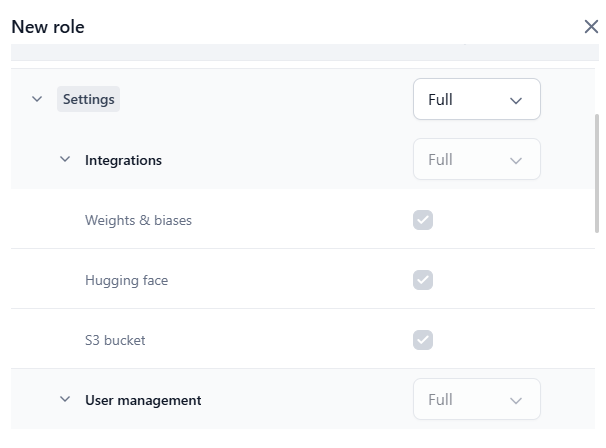 New role
Settings Full
Integrations Full
Weights & biases
Hugging face
S3 bucket
User management Full